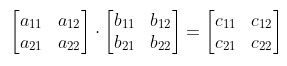 [a₁₁ a₁₂] · [b₁₁ b₁₂] = [c₁₁ c₁₂]
[a₂₁ a₂₂] [b₂₁ b₂₂] [c₂₁ c₂₂]